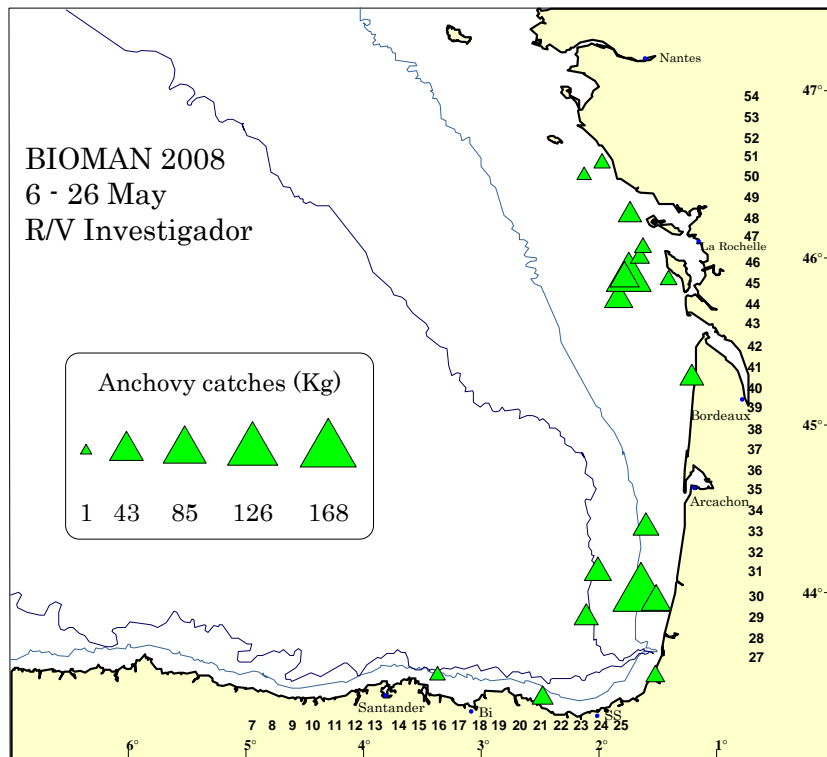 Nantes
47°
54
53
52
51
50
49
48
47
46
45
44
43
42
41
40
39
38
37
36
35
34
33
32
31
30
29
28
27
BIOMAN 2008
6 - 26 May
R/V Investigador
La Rochelle
46°
Anchovy catches (Kg)
1 43 85 126 168
Bordeaux
45°
Arcachon
44°
Santander
Bi
SS
7 8 9 10 11 12 13 14 15 16 17 18 19 20 21 22 23 24 25
6° 5° 4° 3° 2° 1°